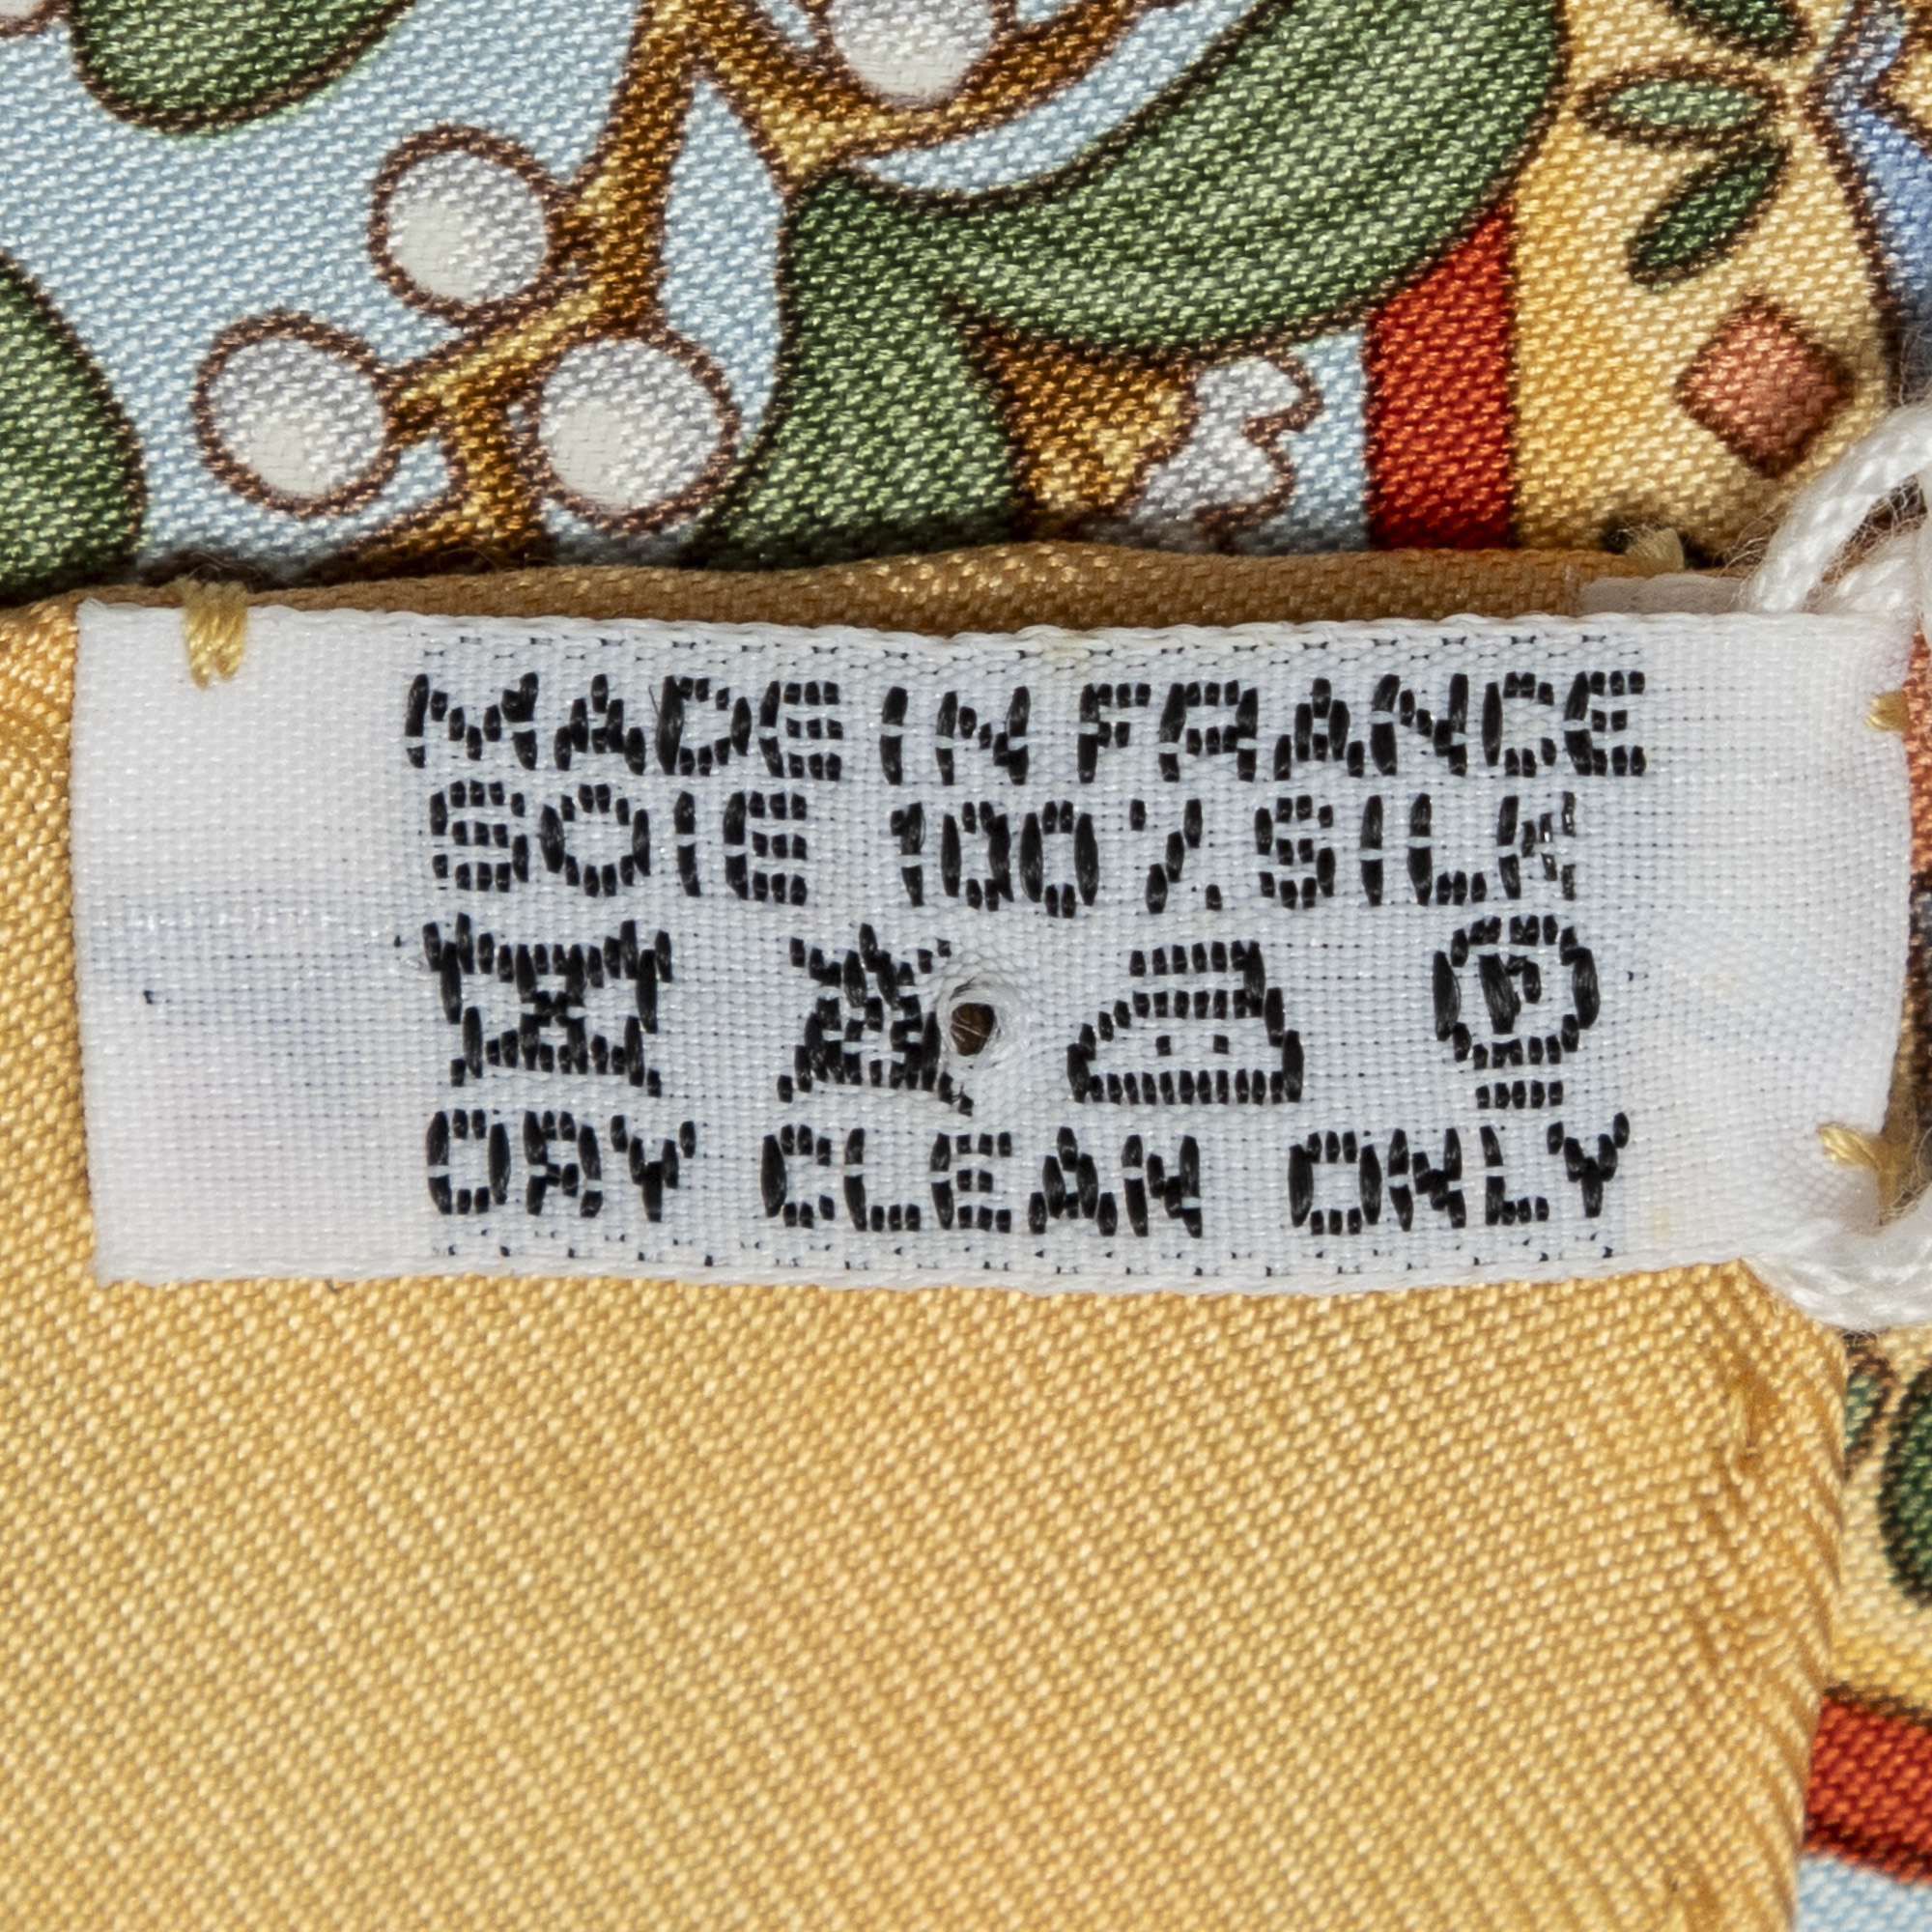 MADE IN FRANCE
SOIE 100% SILK
P
DRY CLEAN ONLY